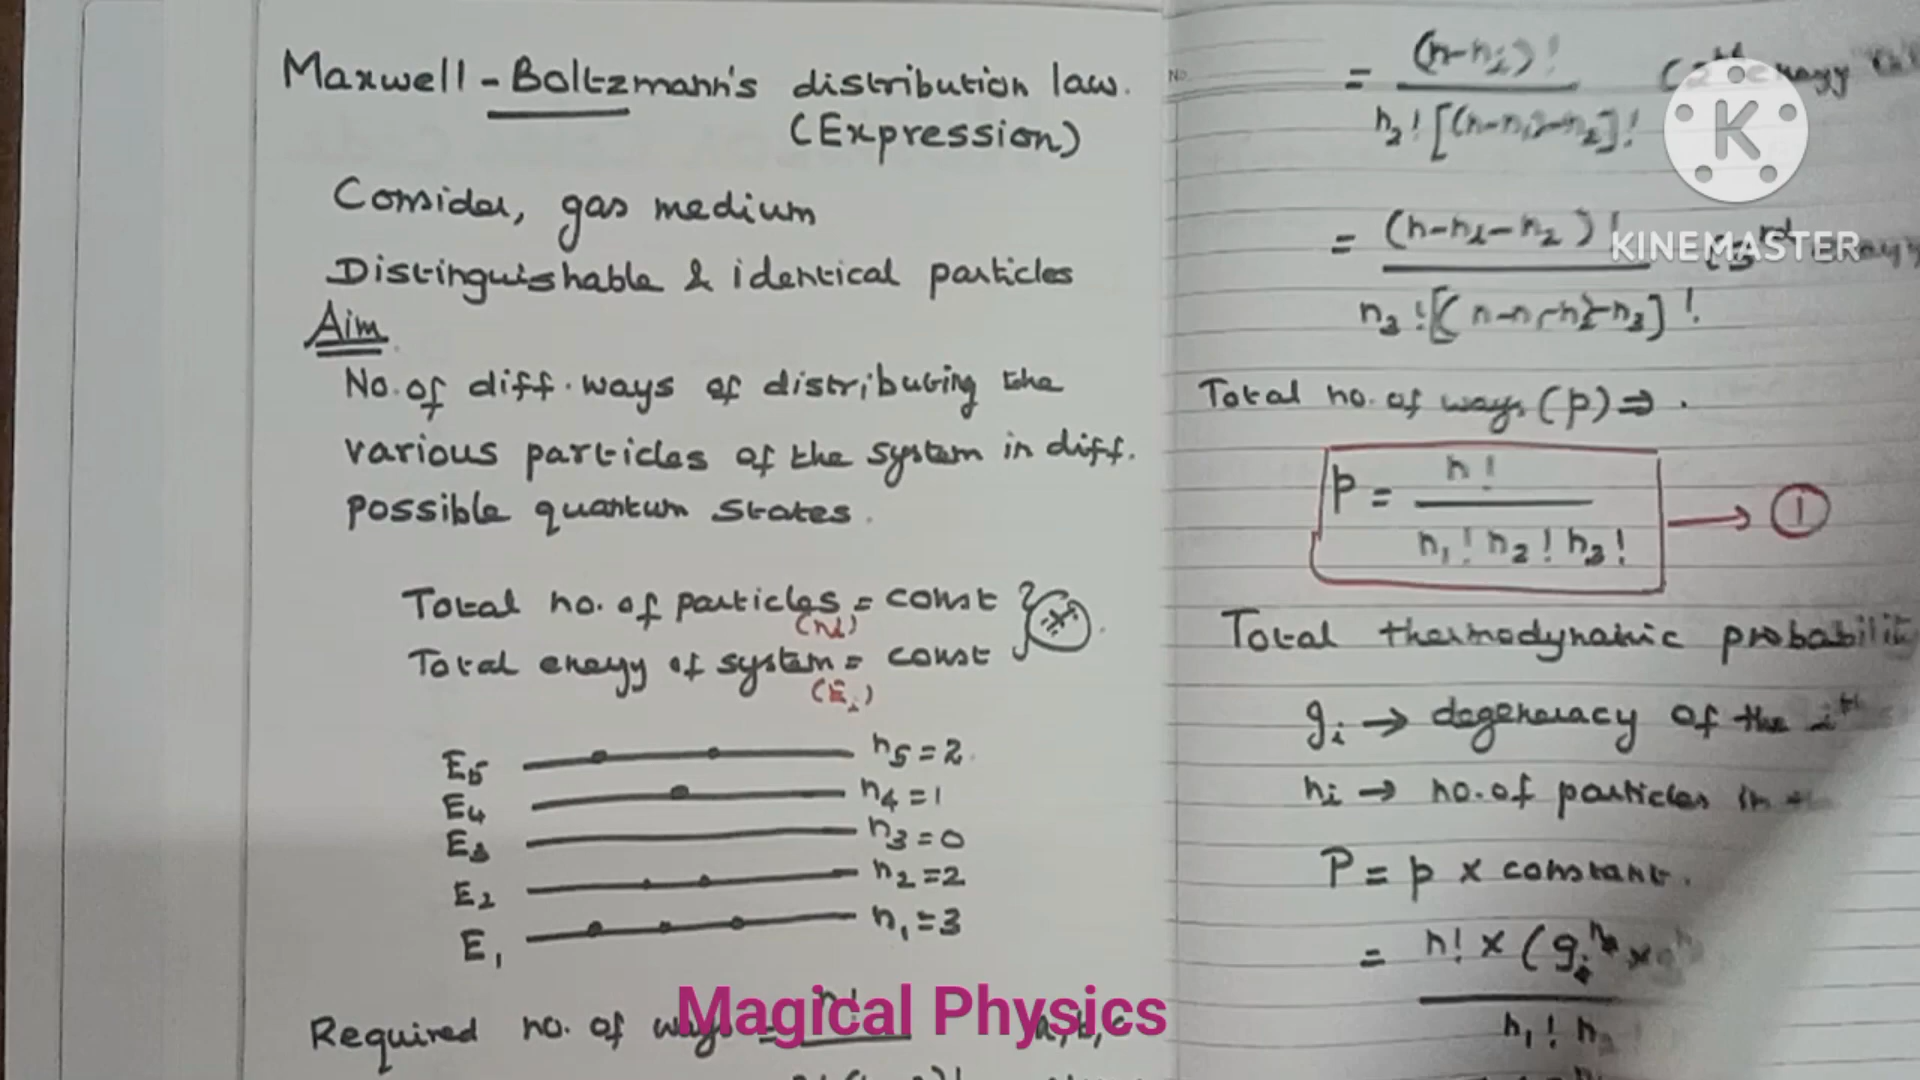 Maxwell - Boltzmann's distribution law.
(Expression)
Consider, gas medium
Distinguishable & identical particles
Aim
No. of diff. ways of distributing the
various particles of the system in diff.
possible quantum states.
Total no. of particles = const
(ni)
Total energy of system = const
(Ei)
E5 n5 = 2
E4 n4 = 1
E3 n3 = 0
E2 n2 = 2
E1 n1 = 3
Required no. of ways =
= (n-n1)!
n2! [(n-n1)-n2]!
= (n-n1-n2)!
n3! [(n-n1-n2)-n3]!
Total no. of ways (p) ⇒
p = n! / n1! n2! n3! → 1
Total thermodynamic
gi → degeneracy of the ith
ni → no. of particles in
P = p x constant.
= n! x (gi
n1!
K
KINEMASTER
Magical Physics